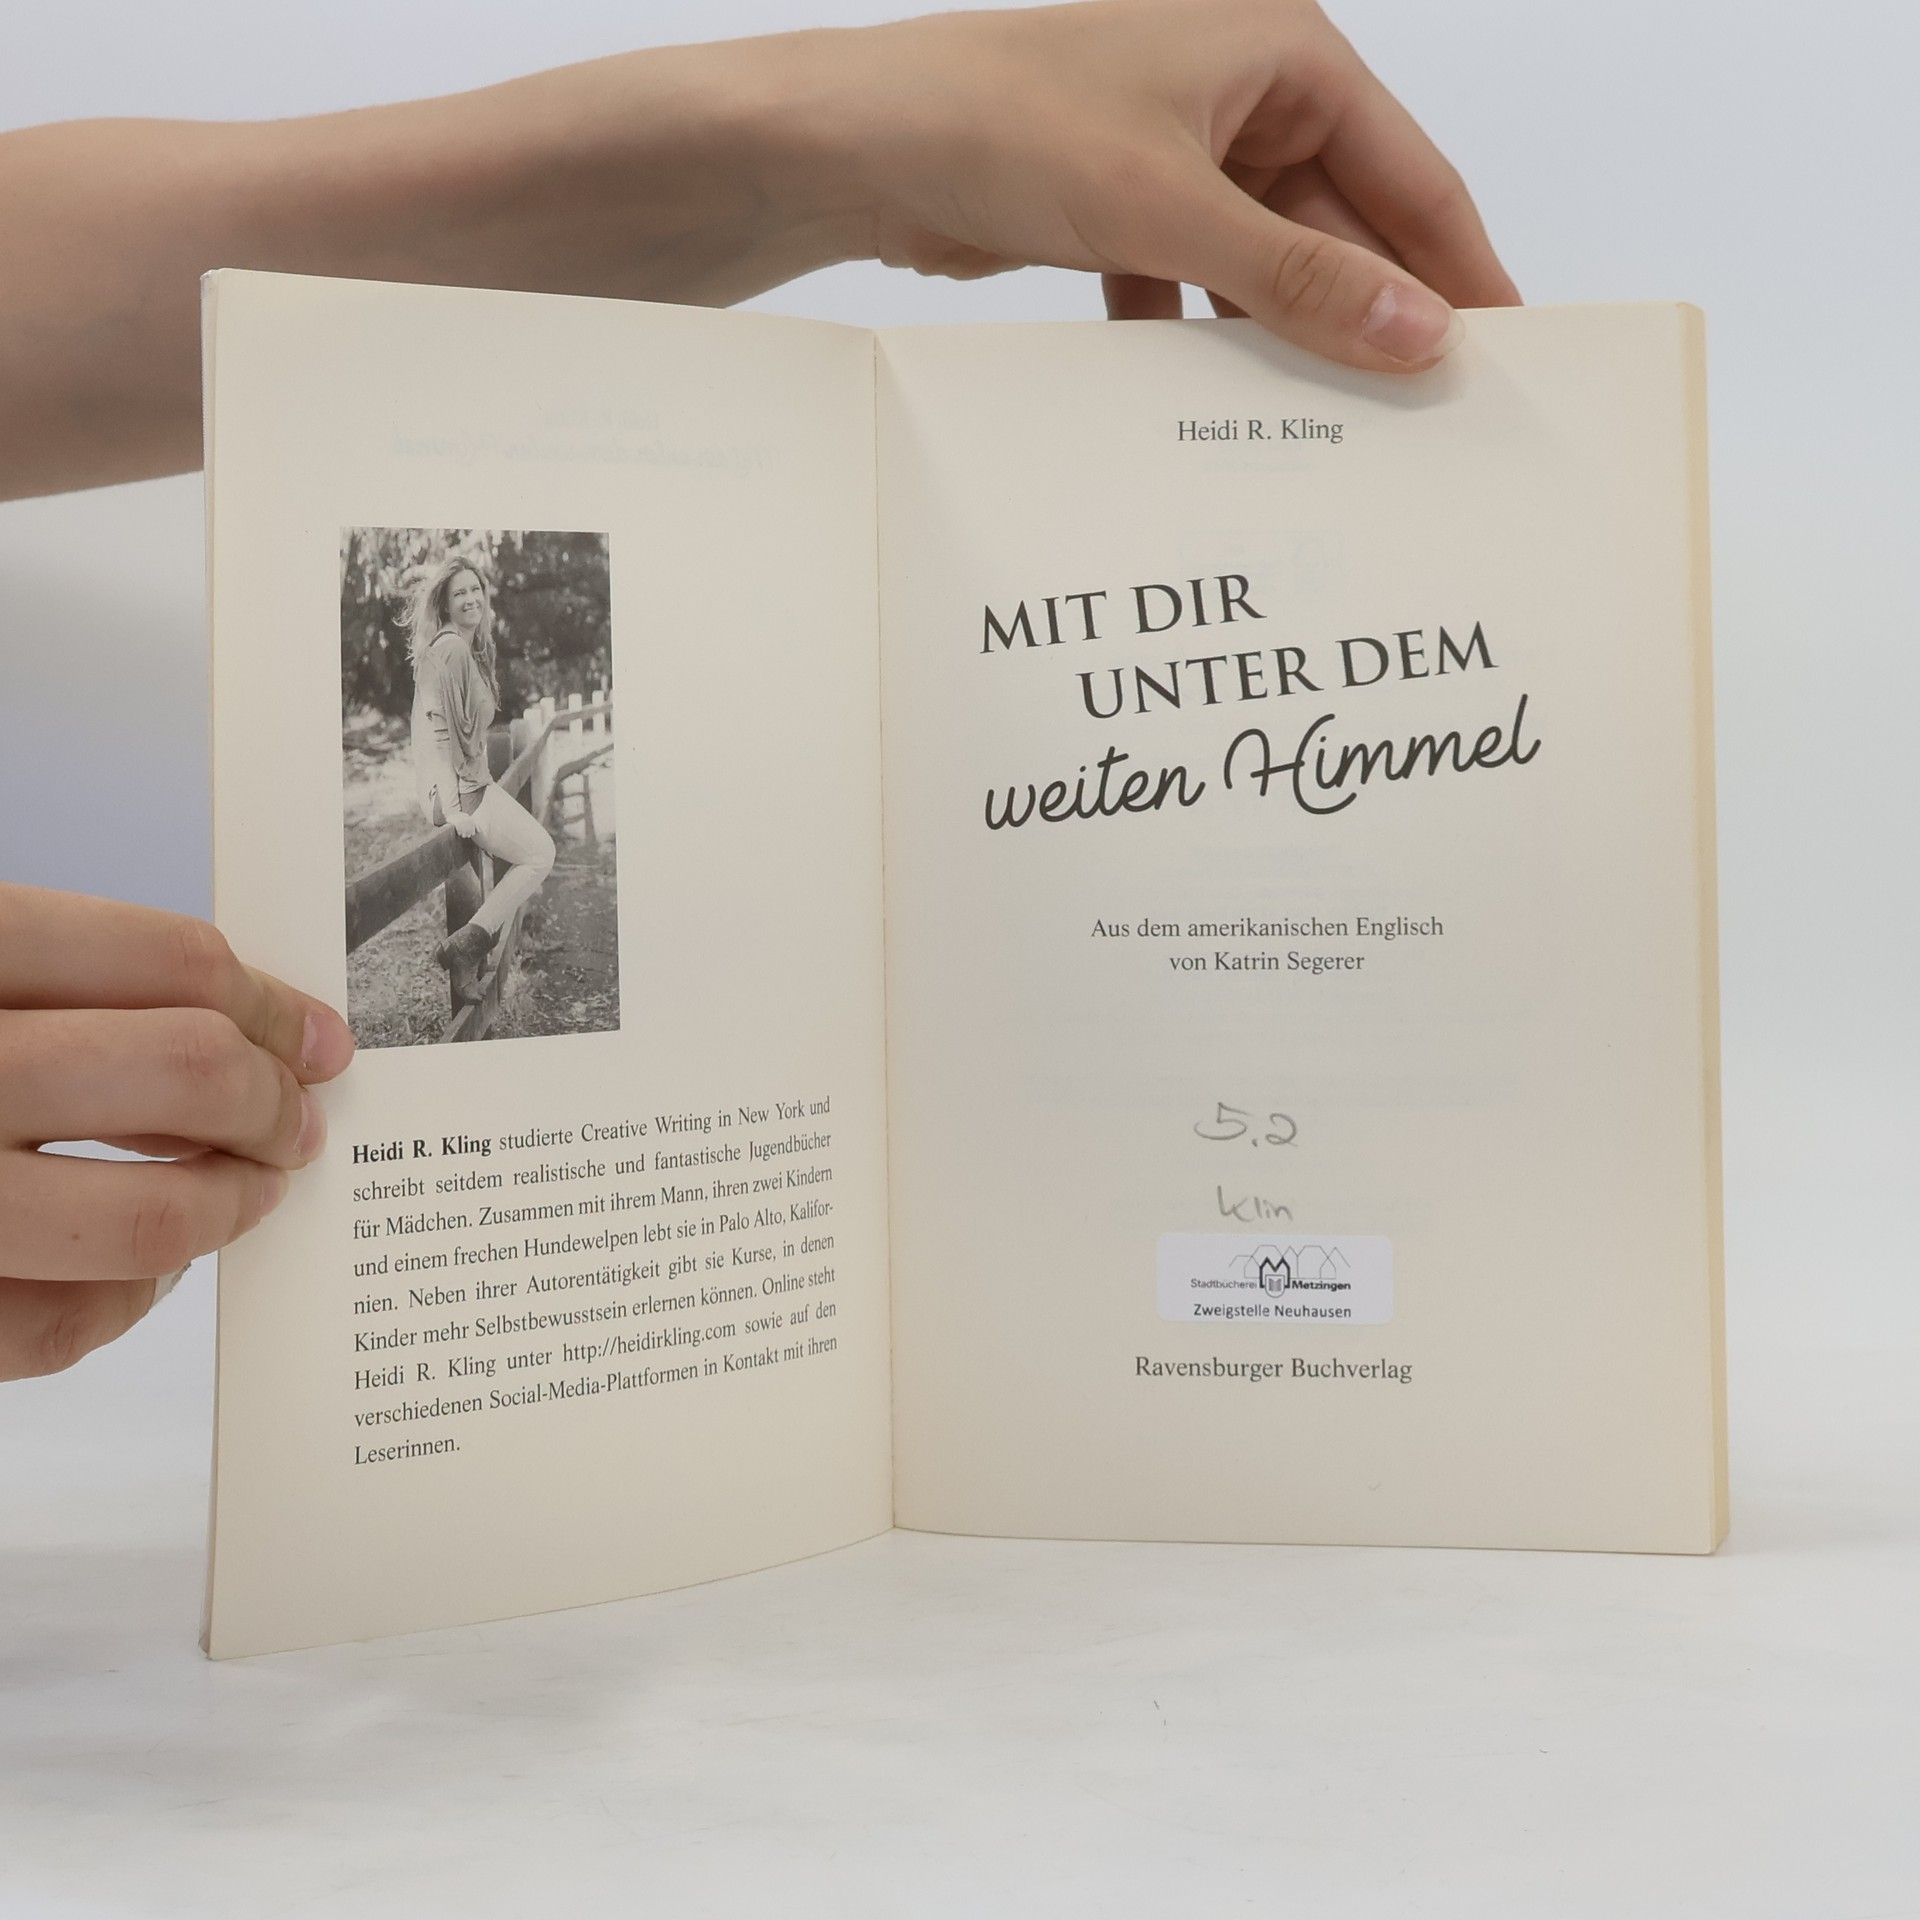 Heidi R. Kling studierte Creative Writing in New York und
schreibt seitdem realistische und fantastische Jugendbücher
für Mädchen. Zusammen mit ihrem Mann, ihren zwei Kindern
und einem frechen Hundewelpen lebt sie in Palo Alto, Kalifor-
nien. Neben ihrer Autorentätigkeit gibt sie Kurse, in denen
Kinder mehr Selbstbewusstsein erlernen können. Online steht
Heidi R. Kling unter http://heidirkling.com sowie auf den
verschiedenen Social-Media-Plattformen in Kontakt mit ihren
Leserinnen.
Heidi R. Kling
MIT DIR
UNTER DEM
weiten Himmel
Aus dem amerikanischen Englisch
von Katrin Segerer
5.2
Klin
Stadtbücherei Metzingen
Zweigstelle Neuhausen
Ravensburger Buchverlag